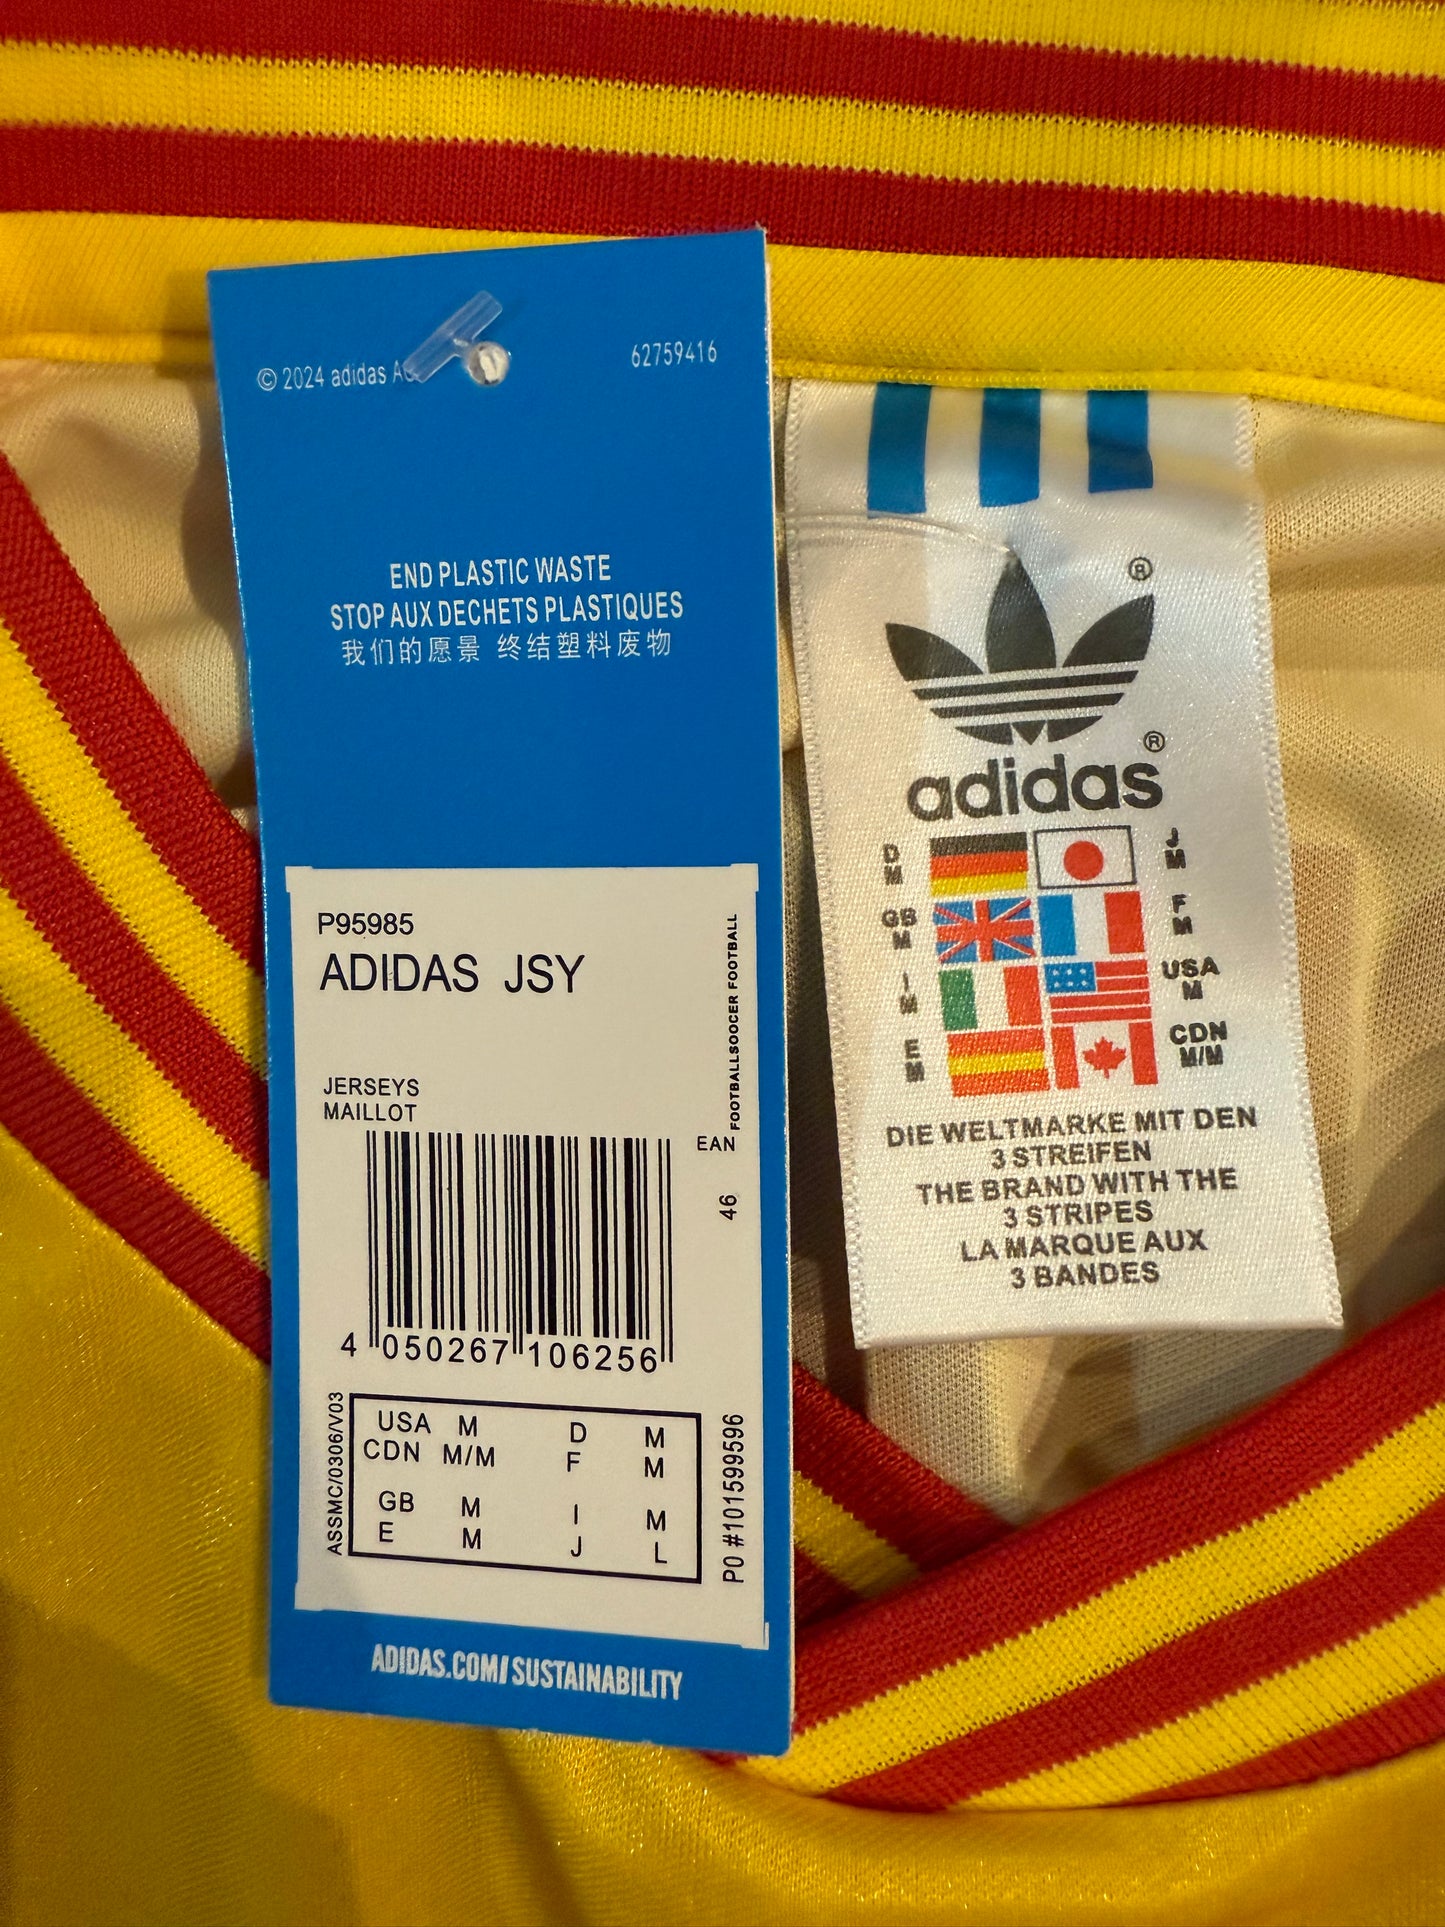 © 2024 adidas AG
62759416
END PLASTIC WASTE
STOP AUX DECHETS PLASTIQUES
我们的愿景 终结塑料废物
P95985
ADIDAS JSY
FOOTBALLSOCCER FOOTBALL
JERSEYS
MAILLOT
EAN
46
4 050267 106256
ASSMC/0306/V03
USA M D M
CDN M/M F M
GB M I M
E M J L
PO #101599596
ADIDAS.COM/SUSTAINABILITY
®
adidas®
D M J M
GB M F M
I M USA M
E M CDN M/M
DIE WELTMARKE MIT DEN
3 STREIFEN
THE BRAND WITH THE
3 STRIPES
LA MARQUE AUX
3 BANDES